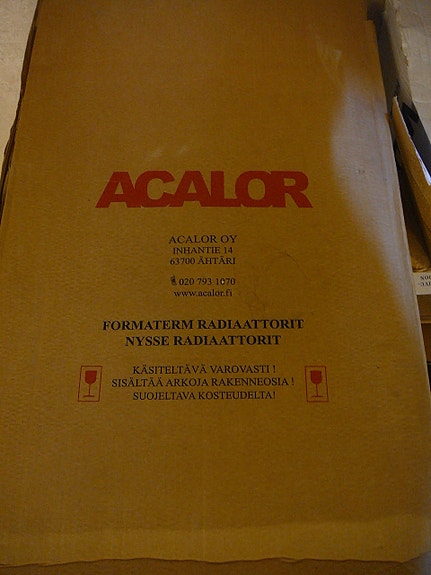 ACALOR
ACALOR OY
INHANTIE 14
63700 ÄHTÄRI
020 793 1070
www.acalor.fi
FORMATERM RADIAATTORIT
NYSSE RADIAATTORIT
KÄSITELTÄVÄ VAROVASTI !
SISÄLTÄÄ ARKOJA RAKENNEOSIA !
SUOJELTAVA KOSTEUDELTA!